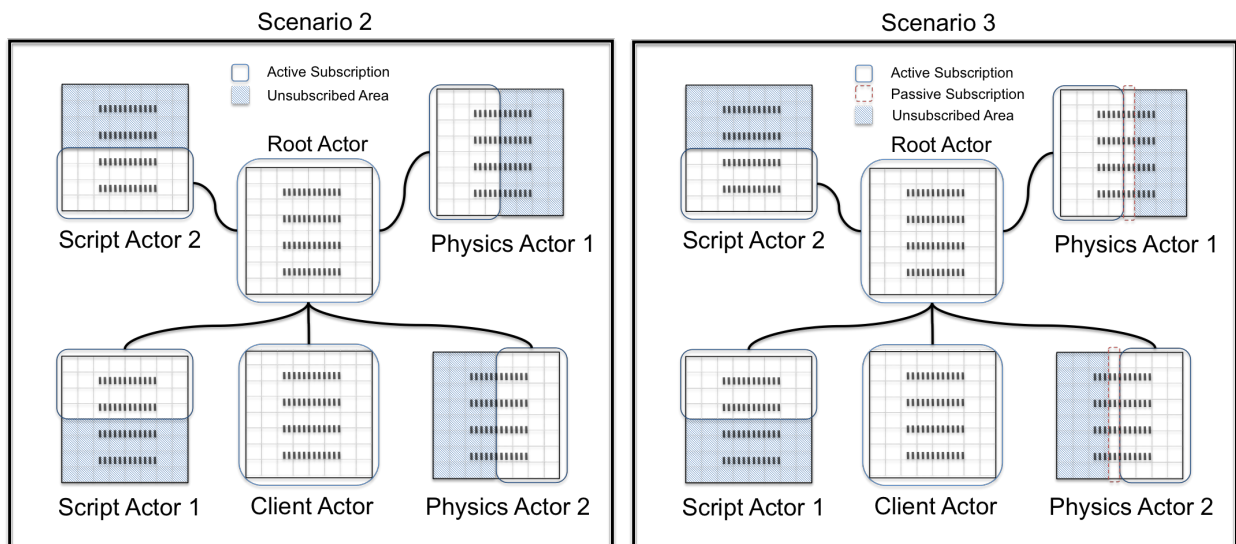 Scenario 2
Active Subscription
Unsubscribed Area
Root Actor
Script Actor 2
Physics Actor 1
Script Actor 1
Client Actor
Physics Actor 2
Scenario 3
Active Subscription
Passive Subscription
Unsubscribed Area
Root Actor
Script Actor 2
Physics Actor 1
Script Actor 1
Client Actor
Physics Actor 2